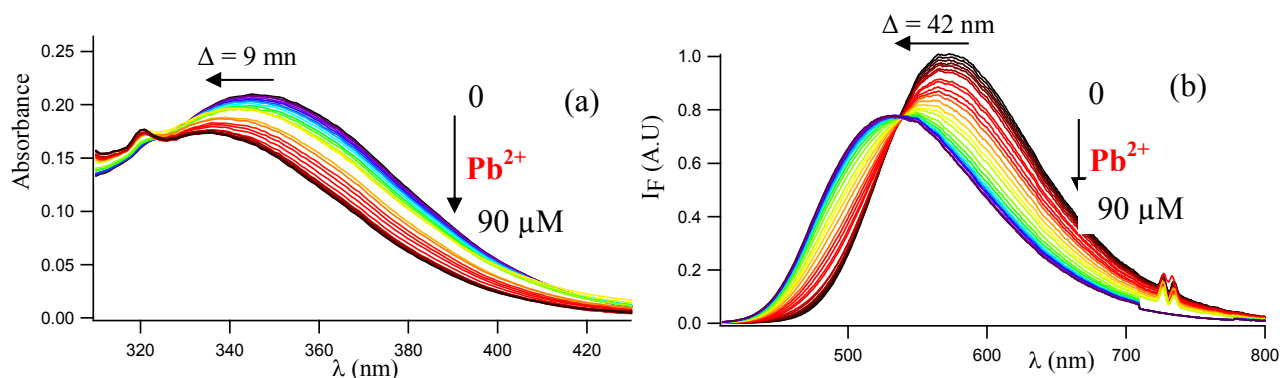 Δ = 9 mn
(a)
0
Pb²⁺
90 µM
Absorbance
0.25
0.20
0.15
0.10
0.05
0.00
320
340
360
380
400
420
λ (nm)
Δ = 42 nm
(b)
0
Pb²⁺
90 µM
I_F (A.U)
1.0
0.8
0.6
0.4
0.2
0.0
500
600
700
800
λ (nm)